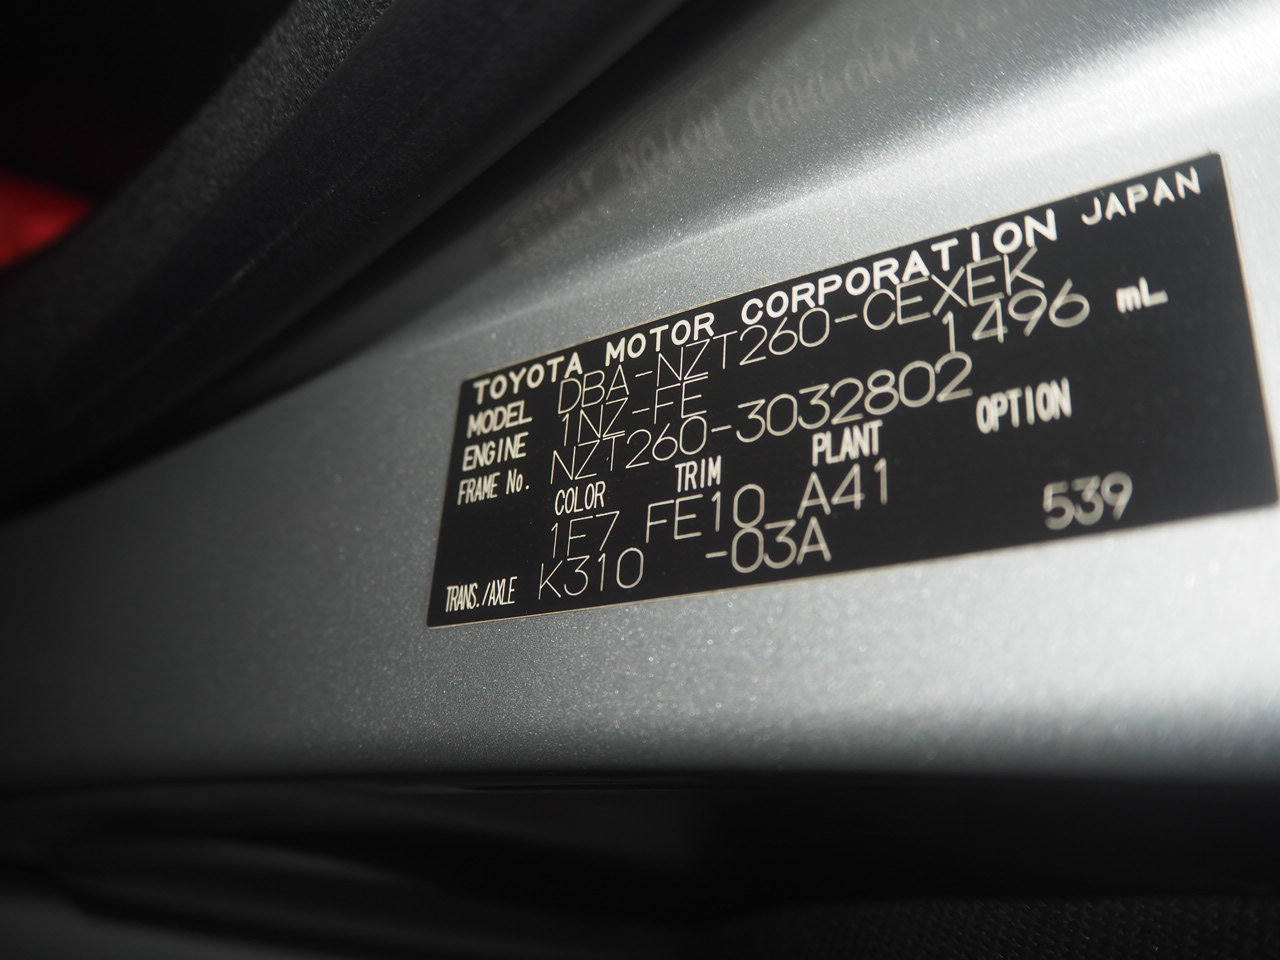 TOYOTA MOTOR CORPORATION JAPAN
MODEL DBA-NZT260-CEXEK
ENGINE 1NZ-FE 1496 mL
FRAME No. NZT260-3032802
COLOR TRIM PLANT OPTION
1E7 FE10 A41
TRANS./AXLE K310 -03A 539